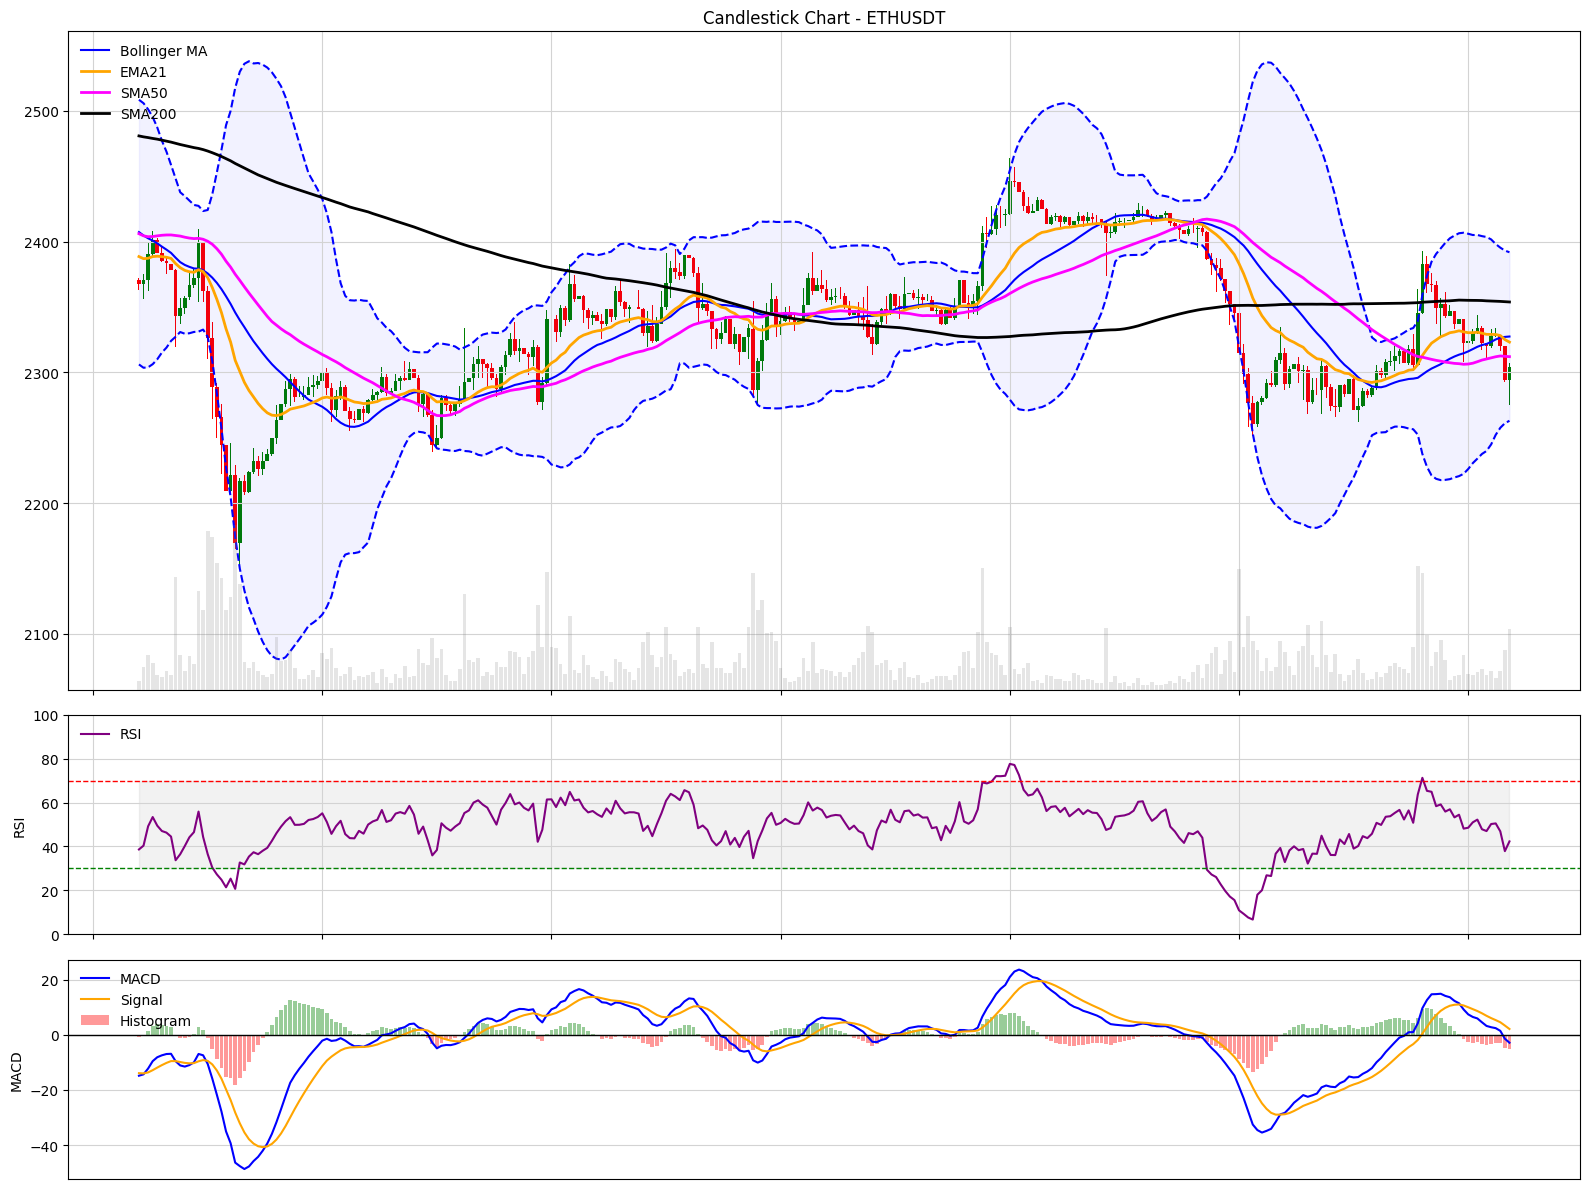 Candlestick Chart - ETHUSDT
Bollinger MA
EMA21
SMA50
SMA200
2500
2400
2300
2200
2100
100
80
60
40
20
0
RSI
RSI
20
0
−20
−40
MACD
MACD
Signal
Histogram